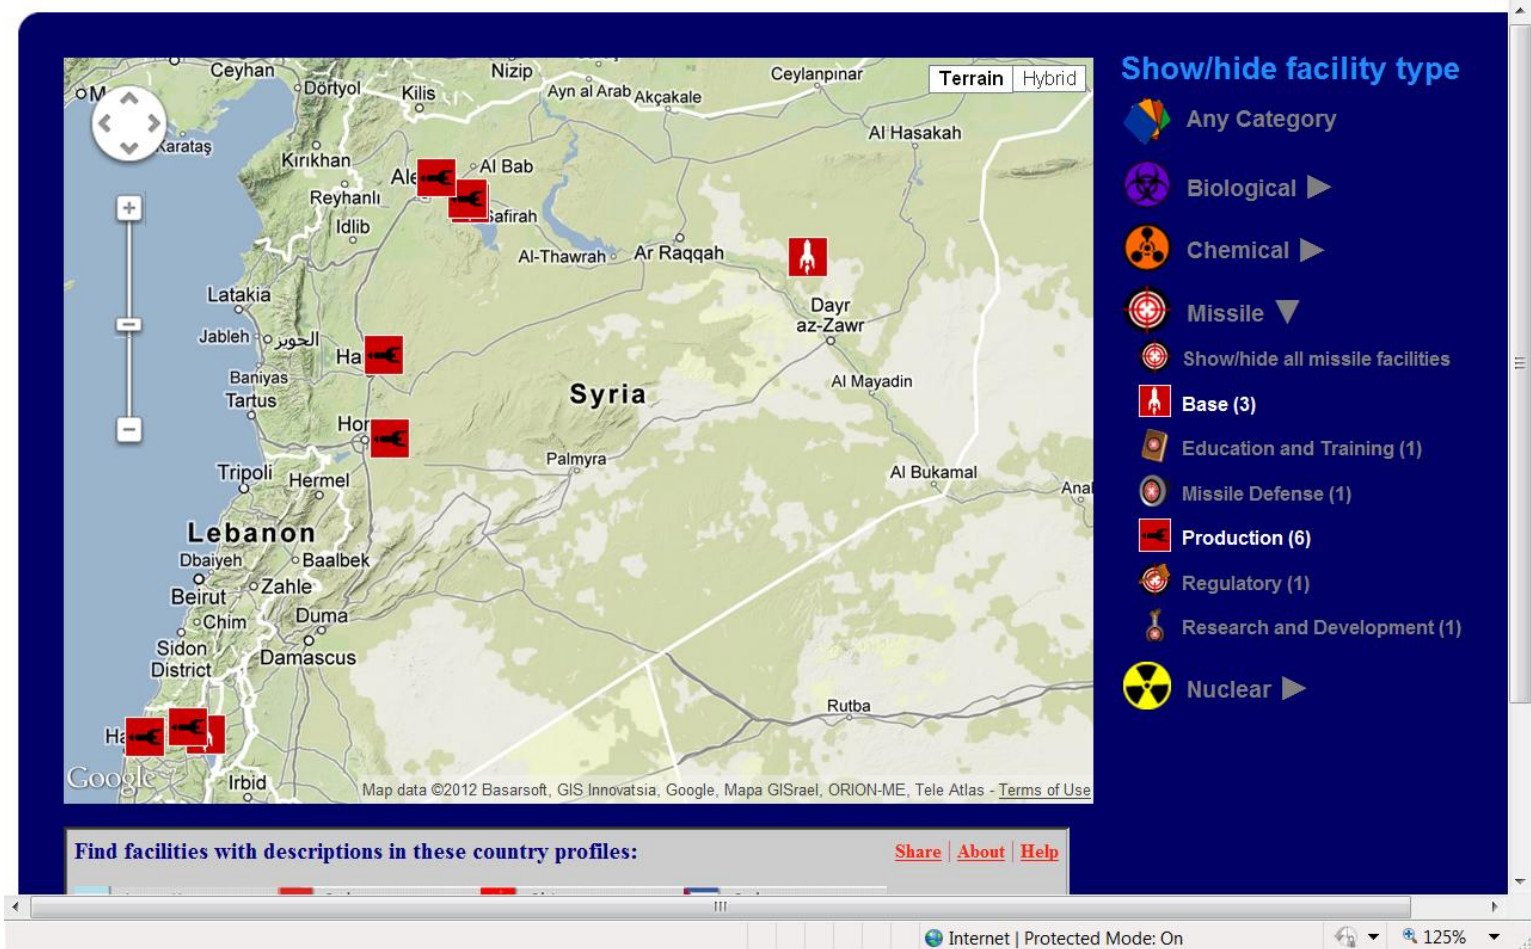 Ceyhan
Nizip
Ceylanpınar
Terrain
Hybrid
Dörtyol
Kilis
Ayn al Arab
Akçakale
Karataş
Al Hasakah
Kırıkhan
Al Bab
Reyhanlı
Safirah
Idlib
Al-Thawrah
Ar Raqqah
Latakia
Dayr
az-Zawr
Jableh
الحويز
Baniyas
Al Mayadin
Tartus
Syria
Palmyra
Tripoli
Hermel
Al Bukamal
Lebanon
Dbaiyeh
Baalbek
Beirut
Zahle
Chim
Duma
Sidon
District
Damascus
Rutba
Irbid
Google
Map data ©2012 Basarsoft, GIS Innovatsia, Google, Mapa GISrael, ORION-ME, Tele Atlas - Terms of Use
Show/hide facility type
Any Category
Biological
Chemical
Missile
Show/hide all missile facilities
Base (3)
Education and Training (1)
Missile Defense (1)
Production (6)
Regulatory (1)
Research and Development (1)
Nuclear
Find facilities with descriptions in these country profiles:
Share | About | Help
Internet | Protected Mode: On
125%